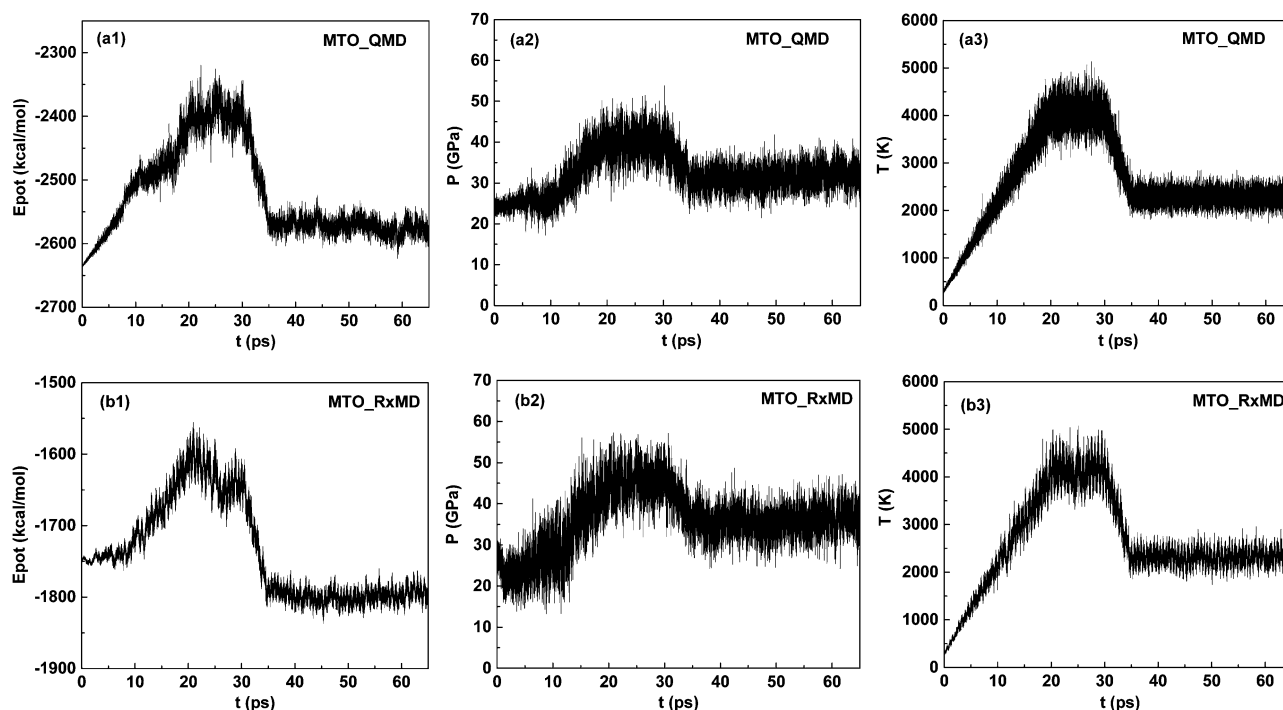 (a1) MTO_QMD
Epot (kcal/mol)
-2300
-2400
-2500
-2600
-2700
0 10 20 30 40 50 60
t (ps)
(a2) MTO_QMD
P (GPa)
70
60
50
40
30
20
10
0
0 10 20 30 40 50 60
t (ps)
(a3) MTO_QMD
T (K)
6000
5000
4000
3000
2000
1000
0
0 10 20 30 40 50 60
t (ps)
(b1) MTO_RxMD
Epot (kcal/mol)
-1500
-1600
-1700
-1800
-1900
0 10 20 30 40 50 60
t (ps)
(b2) MTO_RxMD
P (GPa)
70
60
50
40
30
20
10
0
0 10 20 30 40 50 60
t (ps)
(b3) MTO_RxMD
T (K)
6000
5000
4000
3000
2000
1000
0
0 10 20 30 40 50 60
t (ps)